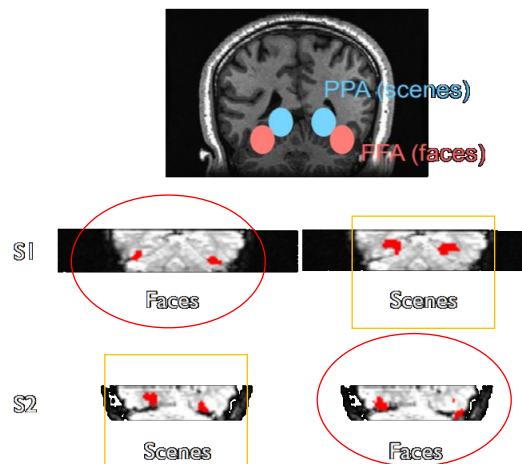 PPA (scenes)
FFA (faces)
S1
Faces
Scenes
S2
Scenes
Faces